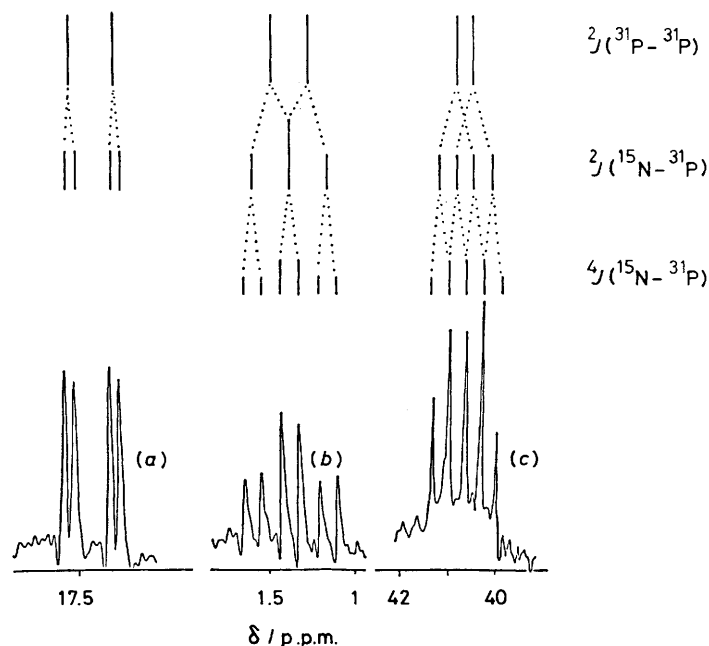 ²J(³¹P–³¹P)
²J(¹⁵N–³¹P)
⁴J(¹⁵N–³¹P)
(a)
(b)
(c)
17.5
1.5
1
42
40
δ / p.p.m.